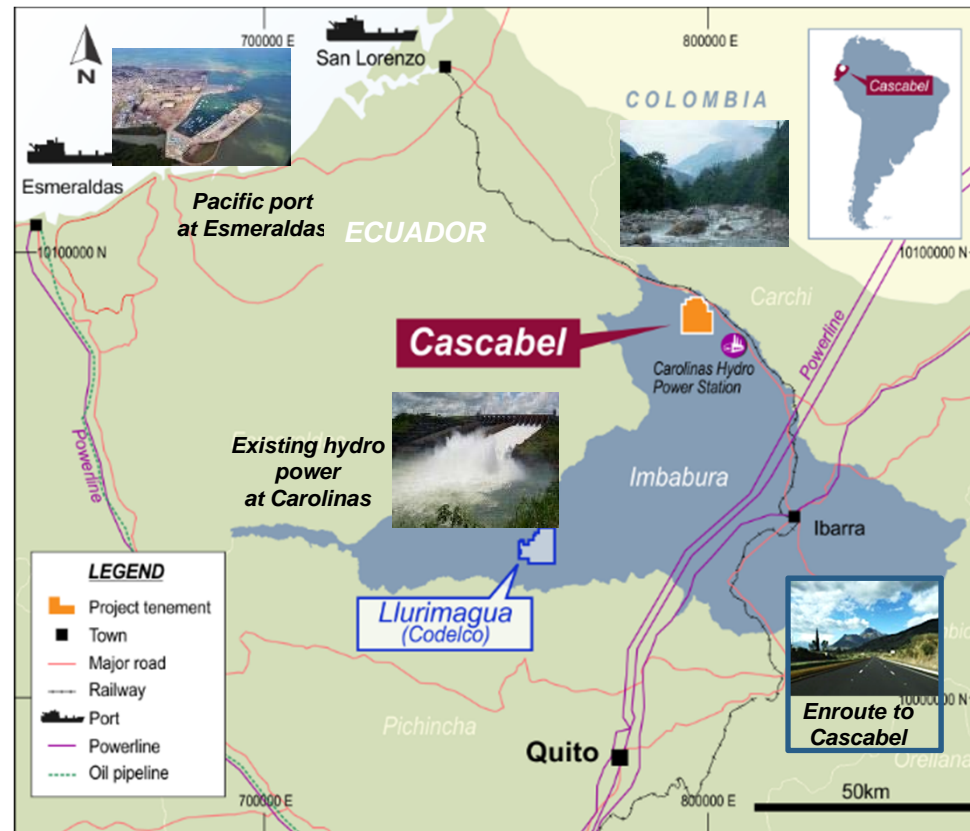 700000 E
800000 E
San Lorenzo
N
COLOMBIA
Cascabel
Esmeraldas
Pacific port
at Esmeraldas
ECUADOR
10100000 N
10100000 N
Carchi
Cascabel
Powerline
Carolinas Hydro
Power Station
Powerline
Existing hydro
power
at Carolinas
Imbabura
Ibarra
LEGEND
Project tenement
Town
Major road
Railway
Port
Powerline
Oil pipeline
Llurimagua
(Codelco)
Pichincha
10000000 N
Enroute to
Cascabel
Quito
Orellana
700000 E
800000 E
50km